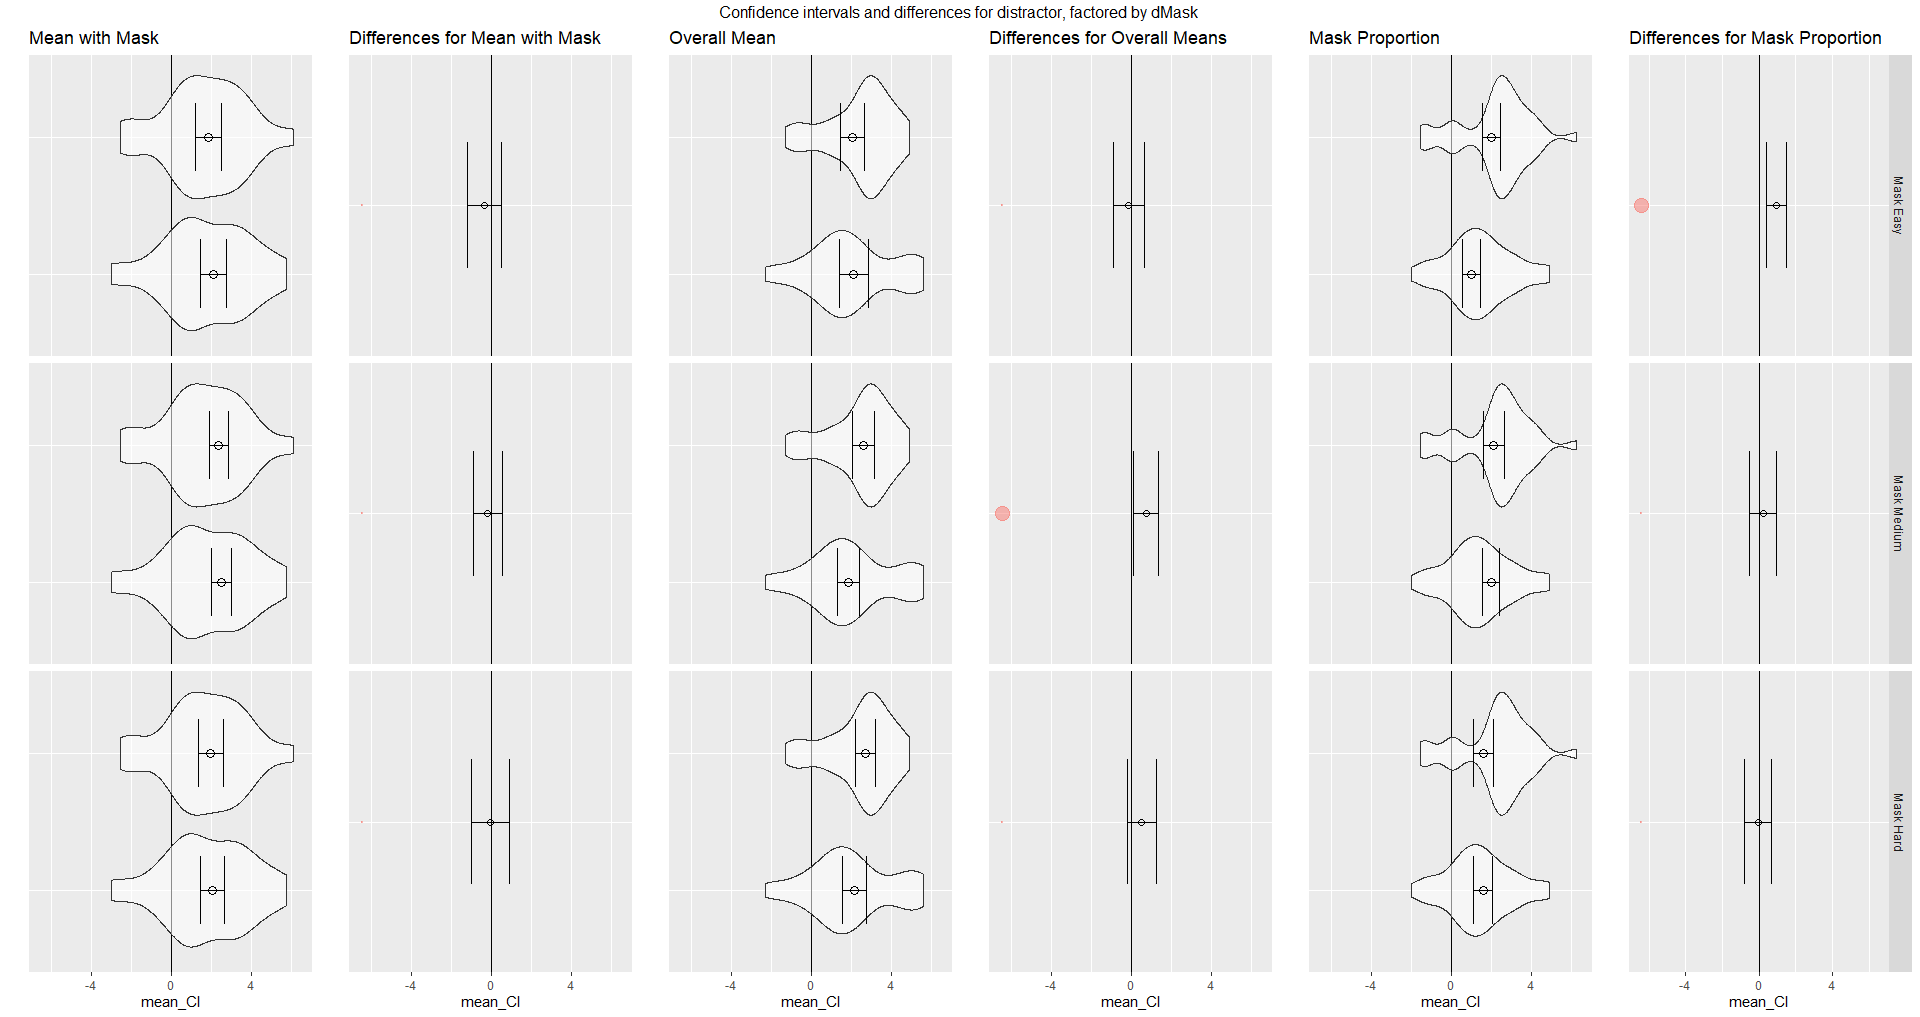 Confidence intervals and differences for distractor, factored by dMask
Mean with Mask
Differences for Mean with Mask
Overall Mean
Differences for Overall Means
Mask Proportion
Differences for Mask Proportion
Mask Easy
Mask Medium
Mask Hard
-4 0 4
-4 0 4
-4 0 4
-4 0 4
-4 0 4
-4 0 4
mean_CI
mean_CI
mean_CI
mean_CI
mean_CI
mean_CI